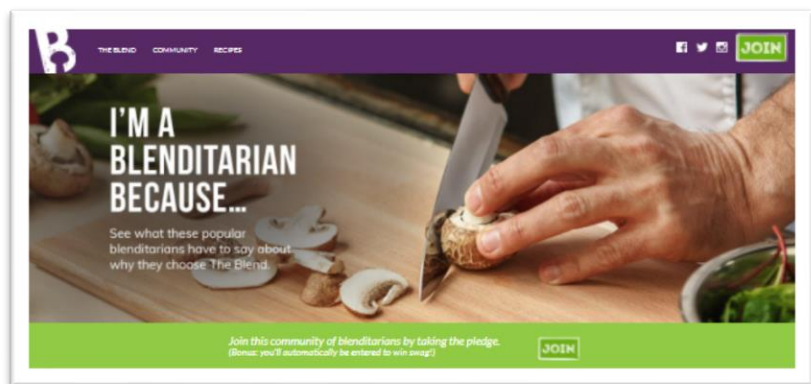 THE BLEND COMMUNITY RECIPES
JOIN
I'M A
BLENDITARIAN
BECAUSE...
See what these popular
blenditarians have to say about
why they choose The Blend.
Join this community of blenditarians by taking the pledge.
(Bonus: you'll automatically be entered to win swag!)
JOIN